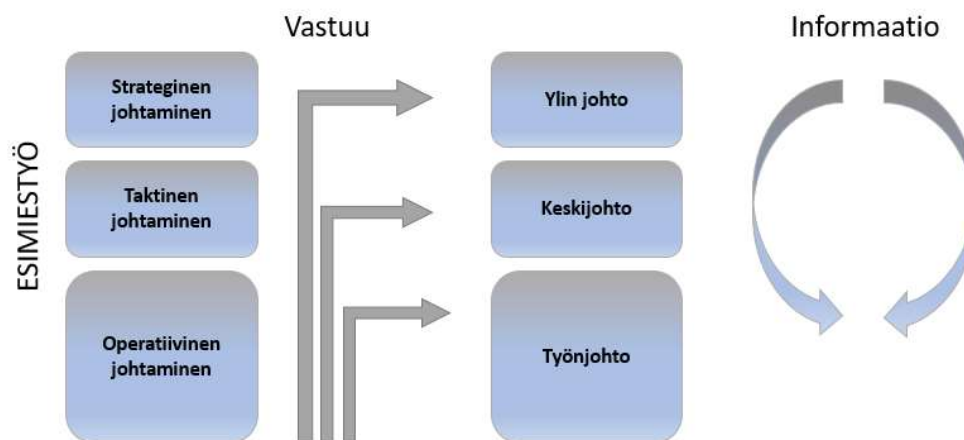 Vastuu
Informaatio
ESIMIESTYÖ
Strateginen
johtaminen
Ylin johto
Taktinen
johtaminen
Keskijohto
Operatiivinen
johtaminen
Työnjohto